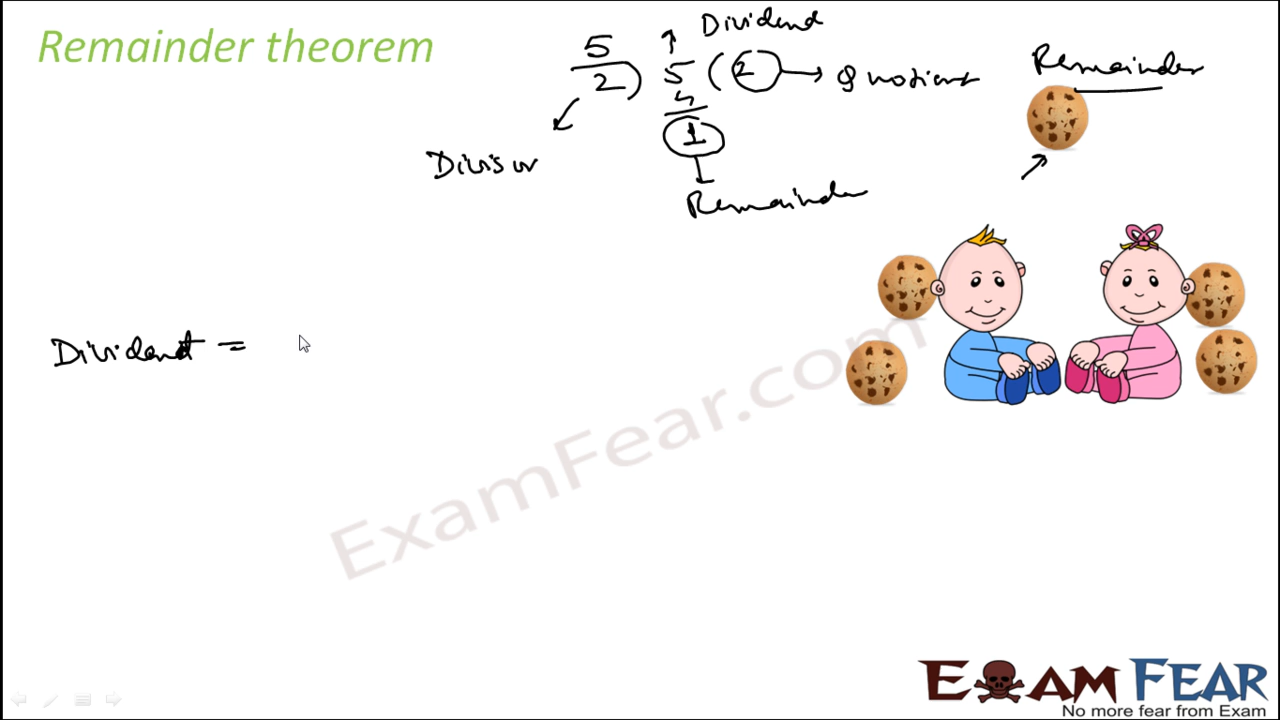 Remainder theorem
Dividend
5
2) 5 (2 → Quotient
4
1
Divisor
Remainder
Remainder
Dividend =
ExamFear.com
EXAM FEAR
No more fear from Exam